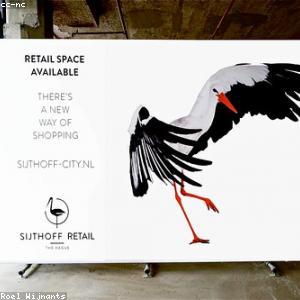 cc-nc
RETAIL SPACE
AVAILABLE
THERE'S
A NEW
WAY OF
SHOPPING
SIJTHOFF-CITY.NL
SIJTHOFF RETAIL
THE HAGUE
Roel Wijnants